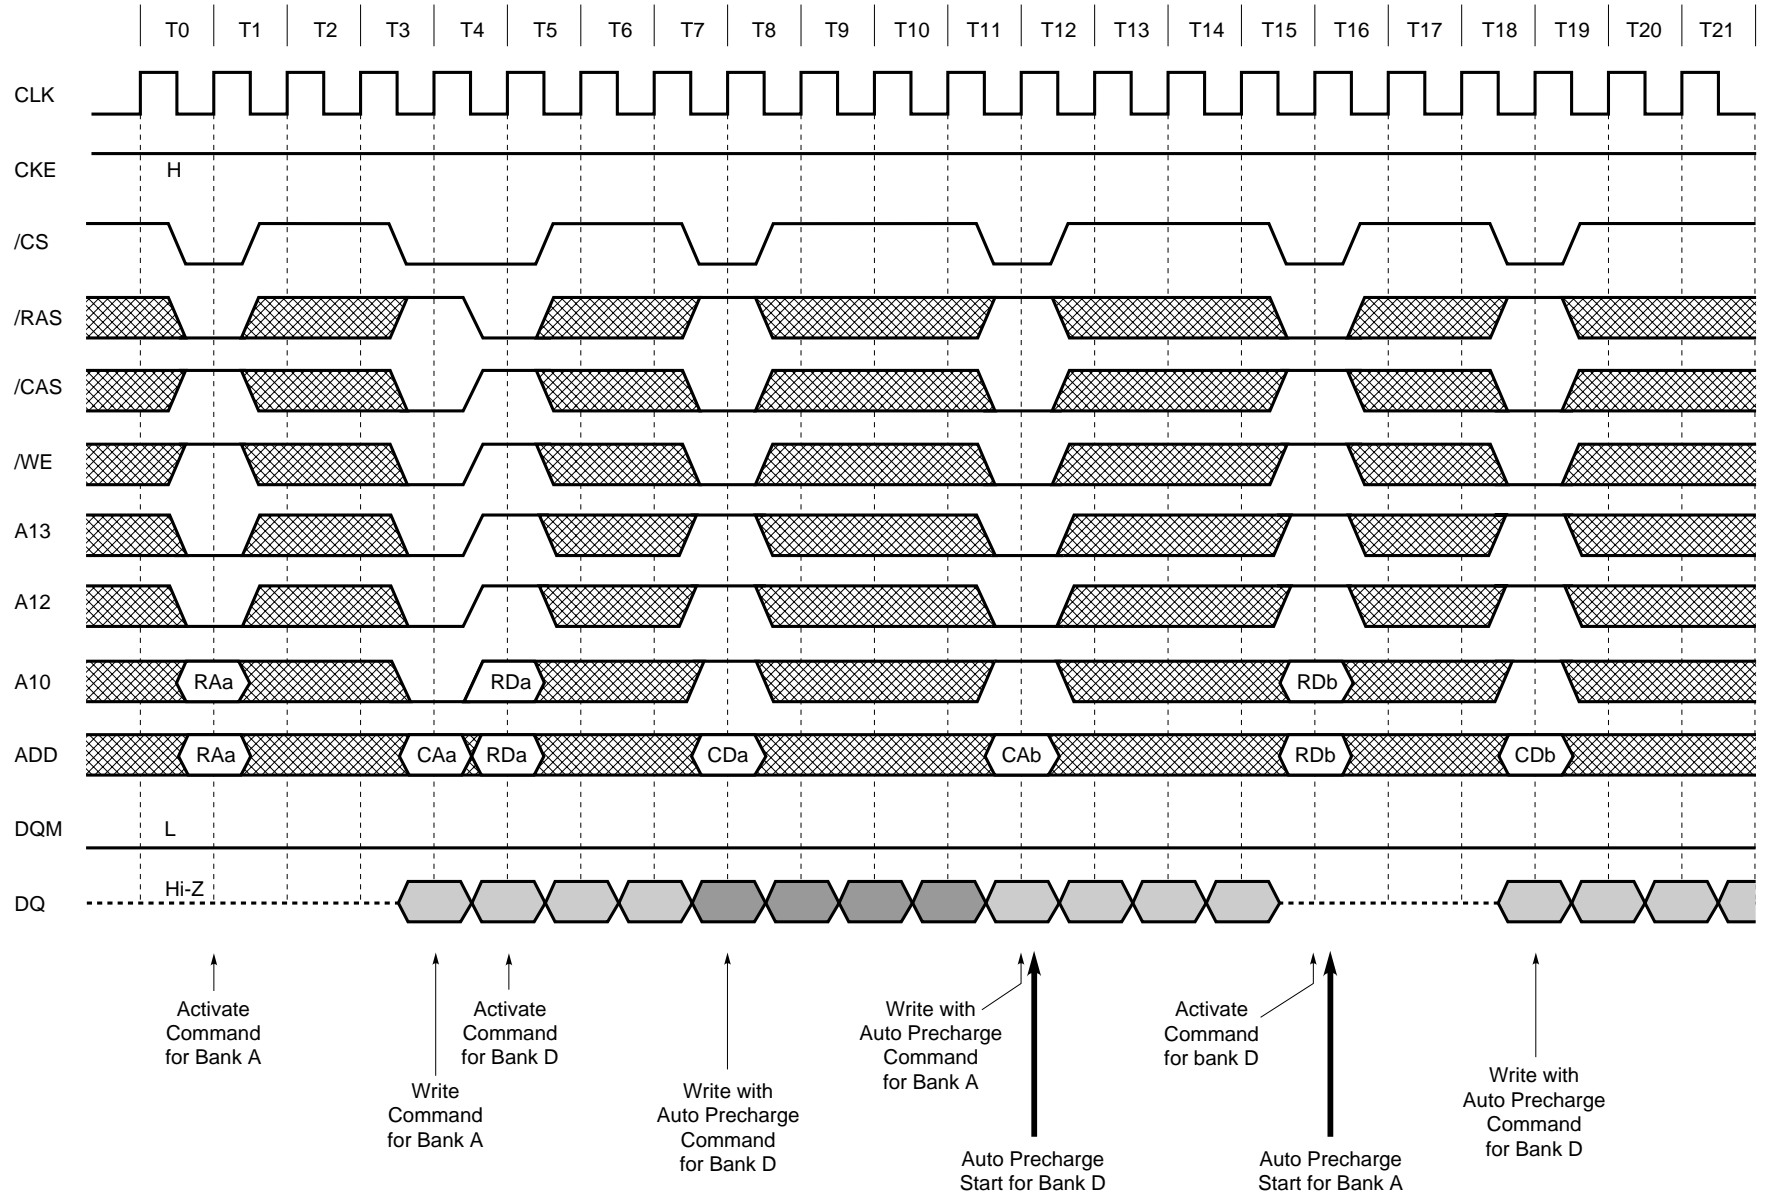 T0 T1 T2 T3 T4 T5 T6 T7 T8 T9 T10 T11 T12 T13 T14 T15 T16 T17 T18 T19 T20 T21
CLK
CKE H
/CS
/RAS
/CAS
/WE
A13
A12
A10 RAa RDa RDb
ADD RAa CAa RDa CDa CAb RDb CDb
DQM L
DQ Hi-Z
Activate
Command
for Bank A
Write
Command
for Bank A
Activate
Command
for Bank D
Write with
Auto Precharge
Command
for Bank D
Write with
Auto Precharge
Command
for Bank A
Auto Precharge
Start for Bank D
Activate
Command
for bank D
Auto Precharge
Start for Bank A
Write with
Auto Precharge
Command
for Bank D